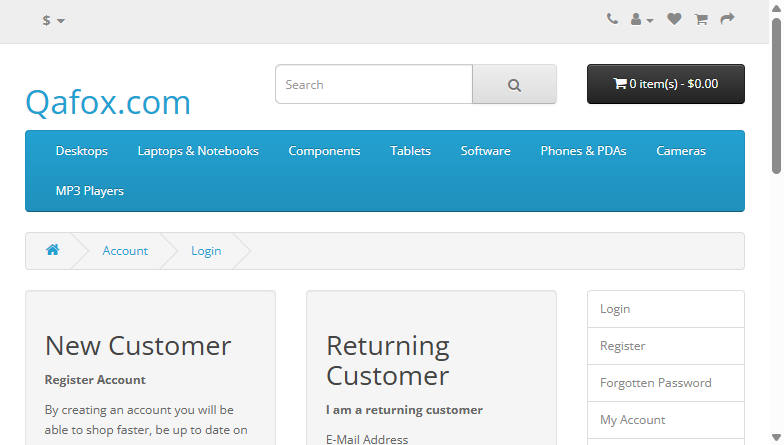 $
Qafox.com
Search
0 item(s) - $0.00
Desktops
Laptops & Notebooks
Components
Tablets
Software
Phones & PDAs
Cameras
MP3 Players
Account
Login
New Customer
Register Account
By creating an account you will be
able to shop faster, be up to date on
Returning
Customer
I am a returning customer
E-Mail Address
Login
Register
Forgotten Password
My Account